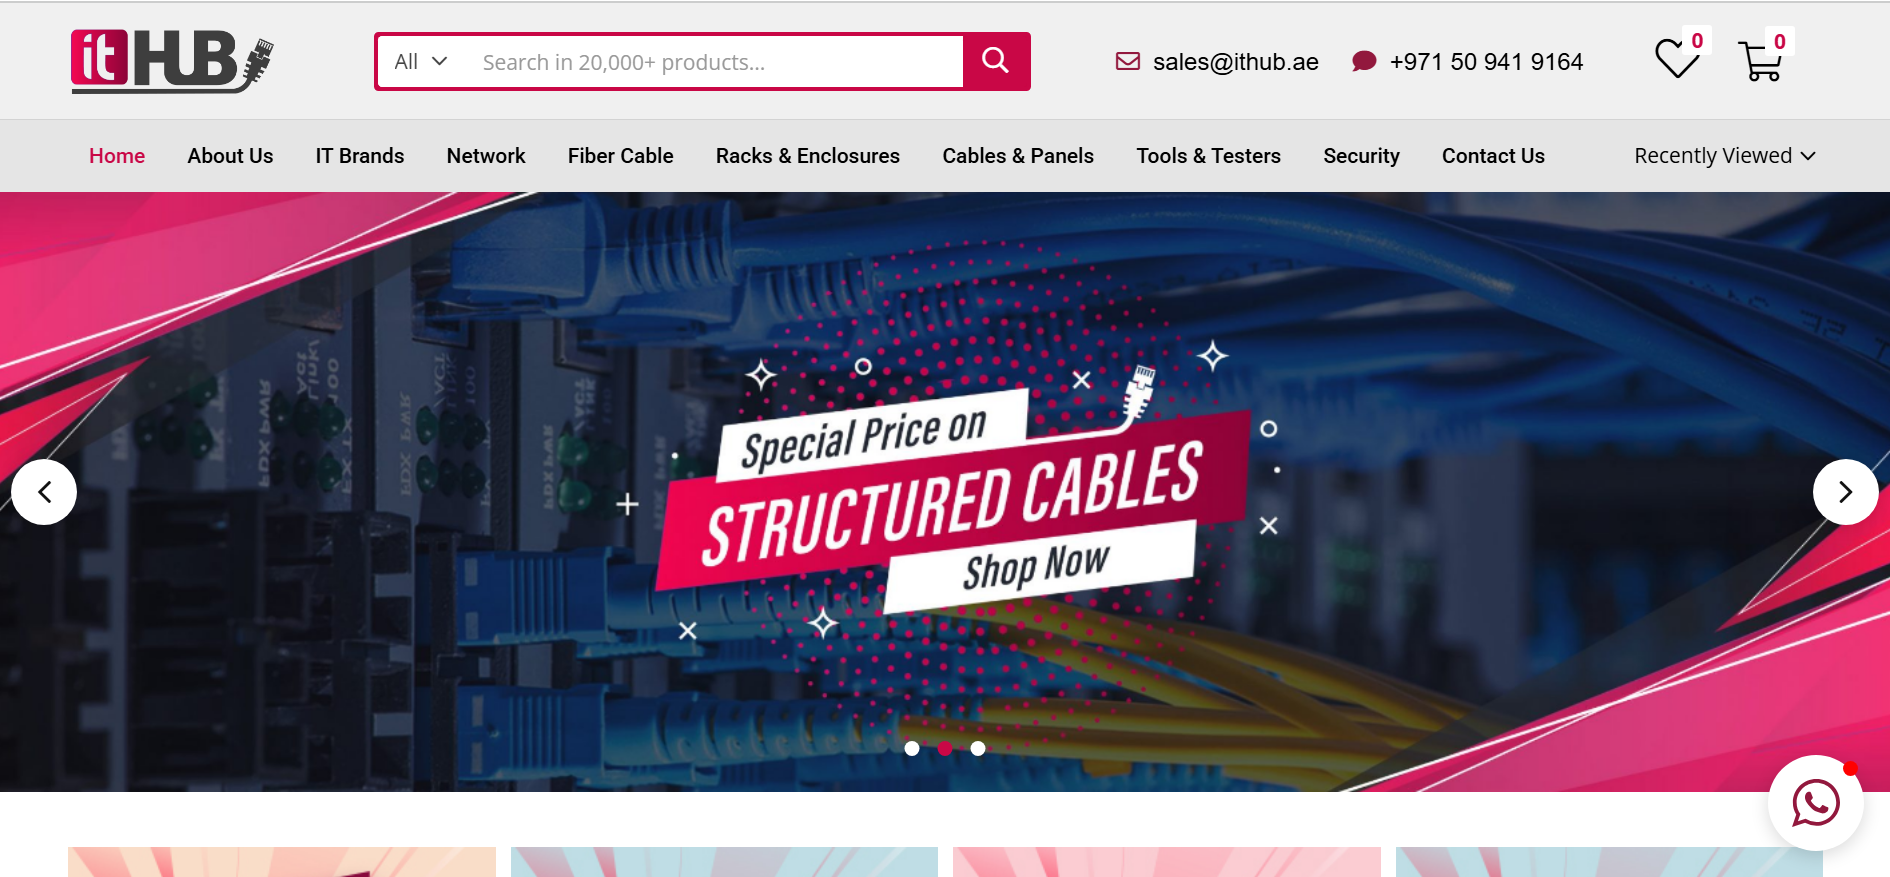 itHUB
All
Search in 20,000+ products...
sales@ithub.ae
+971 50 941 9164
0
0
Home
About Us
IT Brands
Network
Fiber Cable
Racks & Enclosures
Cables & Panels
Tools & Testers
Security
Contact Us
Recently Viewed
Special Price on
STRUCTURED CABLES
Shop Now